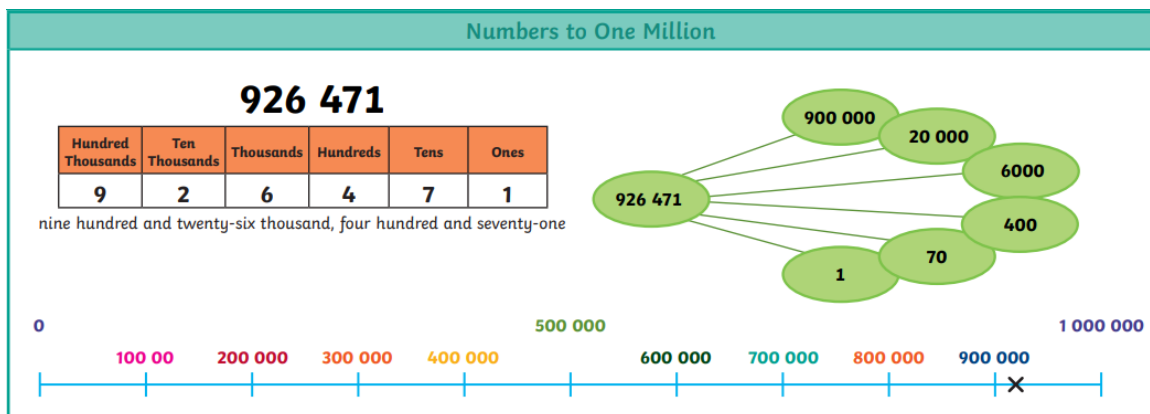 Numbers to One Million
926 471
Hundred Thousands Ten Thousands Thousands Hundreds Tens Ones
9 2 6 4 7 1
nine hundred and twenty-six thousand, four hundred and seventy-one
926 471
900 000
20 000
6000
400
70
1
0 500 000 1 000 000
100 00 200 000 300 000 400 000 600 000 700 000 800 000 900 000